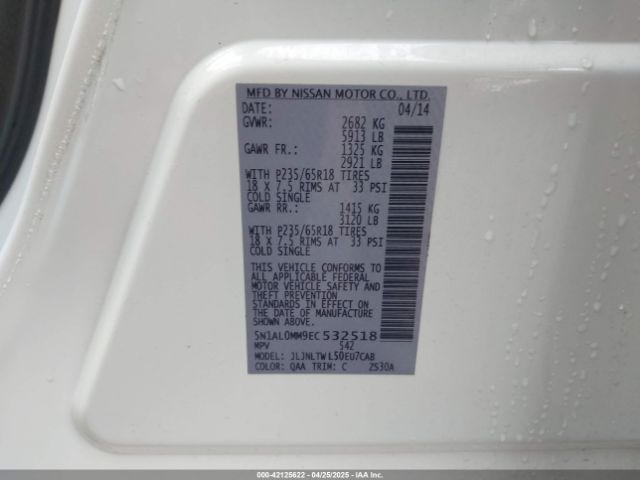 MFD BY NISSAN MOTOR CO., LTD.
DATE: 04/14
GVWR: 2682 KG
5913 LB
GAWR FR.: 1325 KG
2921 LB
WITH P235/65R18 TIRES
18 X 7.5 RIMS AT 33 PSI
COLD SINGLE
GAWR RR.: 1415 KG
3120 LB
WITH P235/65R18 TIRES
18 X 7.5 RIMS AT 33 PSI
COLD SINGLE
THIS VEHICLE CONFORMS TO
ALL APPLICABLE FEDERAL
MOTOR VEHICLE SAFETY AND
THEFT PREVENTION
STANDARDS IN EFFECT ON
THE DATE OF MANUFACTURE
SHOWN ABOVE.
5N1AL0MM9EC532518
MPV 542
MODEL: JLJNLTWL50EU7CAB
COLOR: QAA TRIM: C ZS30A
000-42125622 - 04/25/2025 - IAA Inc.